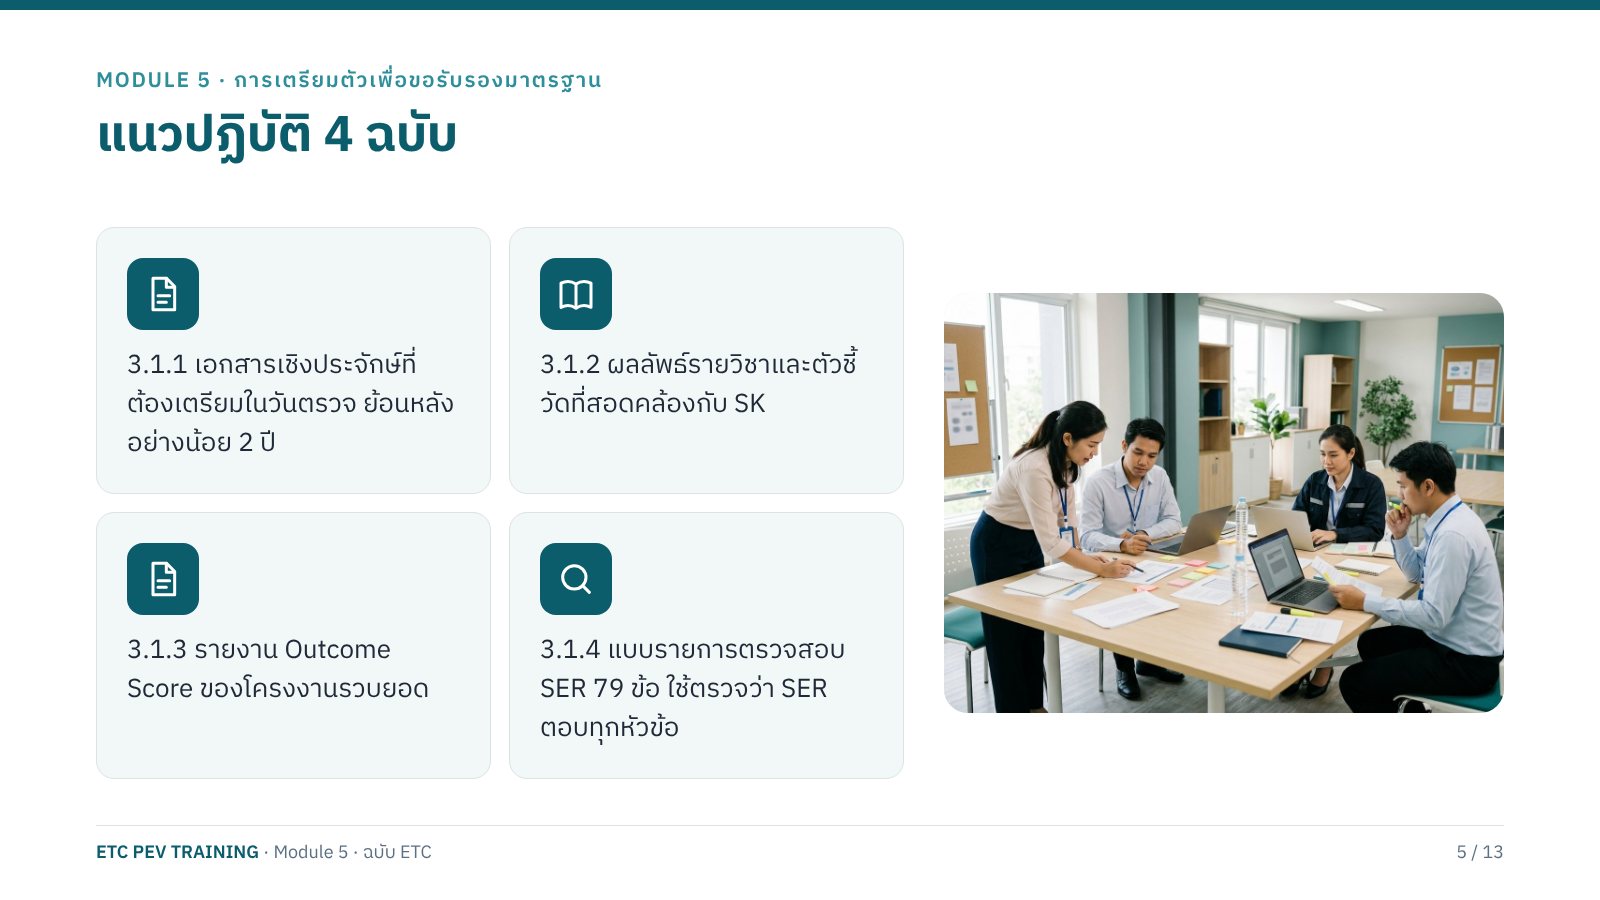 MODULE 5 · การเตรียมตัวเพื่อขอรับรองมาตรฐาน
แนวปฏิบัติ 4 ฉบับ
3.1.1 เอกสารเชิงประจักษ์ที่
ต้องเตรียมในวันตรวจ ย้อนหลัง
อย่างน้อย 2 ปี
3.1.2 ผลลัพธ์รายวิชาและตัวชี้
วัดที่สอดคล้องกับ SK
3.1.3 รายงาน Outcome
Score ของโครงงานรวบยอด
3.1.4 แบบรายการตรวจสอบ
SER 79 ข้อ ใช้ตรวจว่า SER
ตอบทุกหัวข้อ
ETC PEV TRAINING · Module 5 · ฉบับ ETC
5 / 13